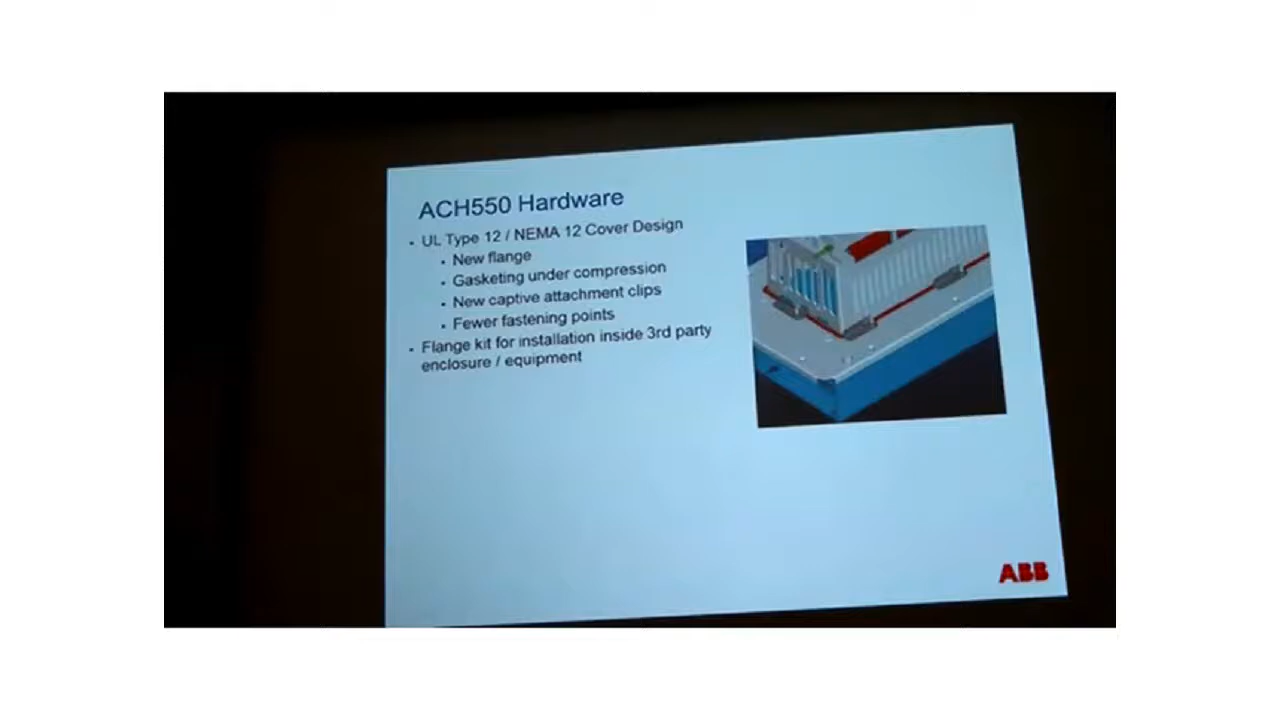 ACH550 Hardware
• UL Type 12 / NEMA 12 Cover Design
• New flange
• Gasketing under compression
• New captive attachment clips
• Fewer fastening points
• Flange kit for installation inside 3rd party
enclosure / equipment
ABB